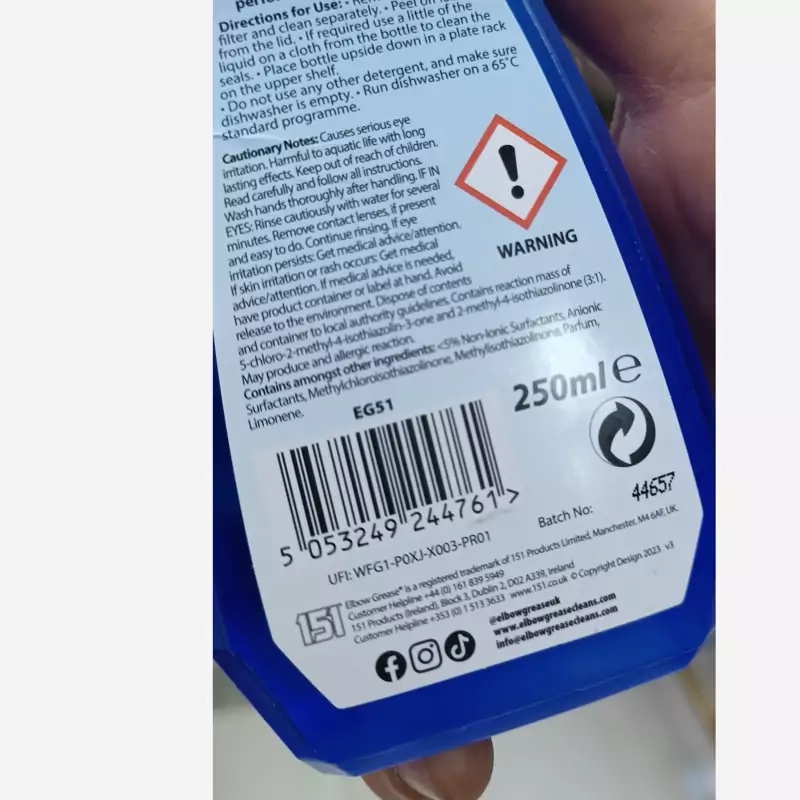 Directions for Use: •
filter and clean separately. • Peel off
from the lid. • If required use a little of the
liquid on a cloth from the bottle to clean the
seals. • Place bottle upside down in a plate rack
on the upper shelf.
• Do not use any other detergent, and make sure
dishwasher is empty. • Run dishwasher on a 65°C
standard programme.
Cautionary Notes: Causes serious eye
irritation. Harmful to aquatic life with long
lasting effects. Keep out of reach of children.
Read carefully and follow all instructions.
Wash hands thoroughly after handling. IF IN
EYES: Rinse cautiously with water for several
minutes. Remove contact lenses, if present
and easy to do. Continue rinsing. If eye
irritation persists: Get medical advice/attention.
If skin irritation or rash occurs: Get medical
advice/attention. If medical advice is needed,
have product container or label at hand. Avoid
release to the environment. Dispose of contents
and container to local authority guidelines. Contains reaction mass of
5-chloro-2-methyl-4-isothiazolin-3-one and 2-methyl-4-isothiazolinone (3:1).
May produce and allergic reaction.
Contains amongst other ingredients: <5% Non-Ionic Surfactants, Anionic
Surfactants, Methylchloroisothiazolinone, Methylisothiazolinone, Parfum,
Limonene.
WARNING
EG51
250ml e
5 053249 244761 >
UFI: WFG1-P0XJ-X003-PR01
Batch No:
44657
151
Elbow Grease® is a registered trademark of 151 Products Limited, Manchester, M4 6AF, UK.
Customer Helpline +44 (0) 161 839 5949
151 Products (Ireland), Block 3, Dublin 2, D02 A339, Ireland
Customer Helpline +353 (0) 1 513 3633 www.151.co.uk © Copyright Design 2023 v3
@elbowgreaseuk
www.elbowgreasecleans.com
info@elbowgreasecleans.com